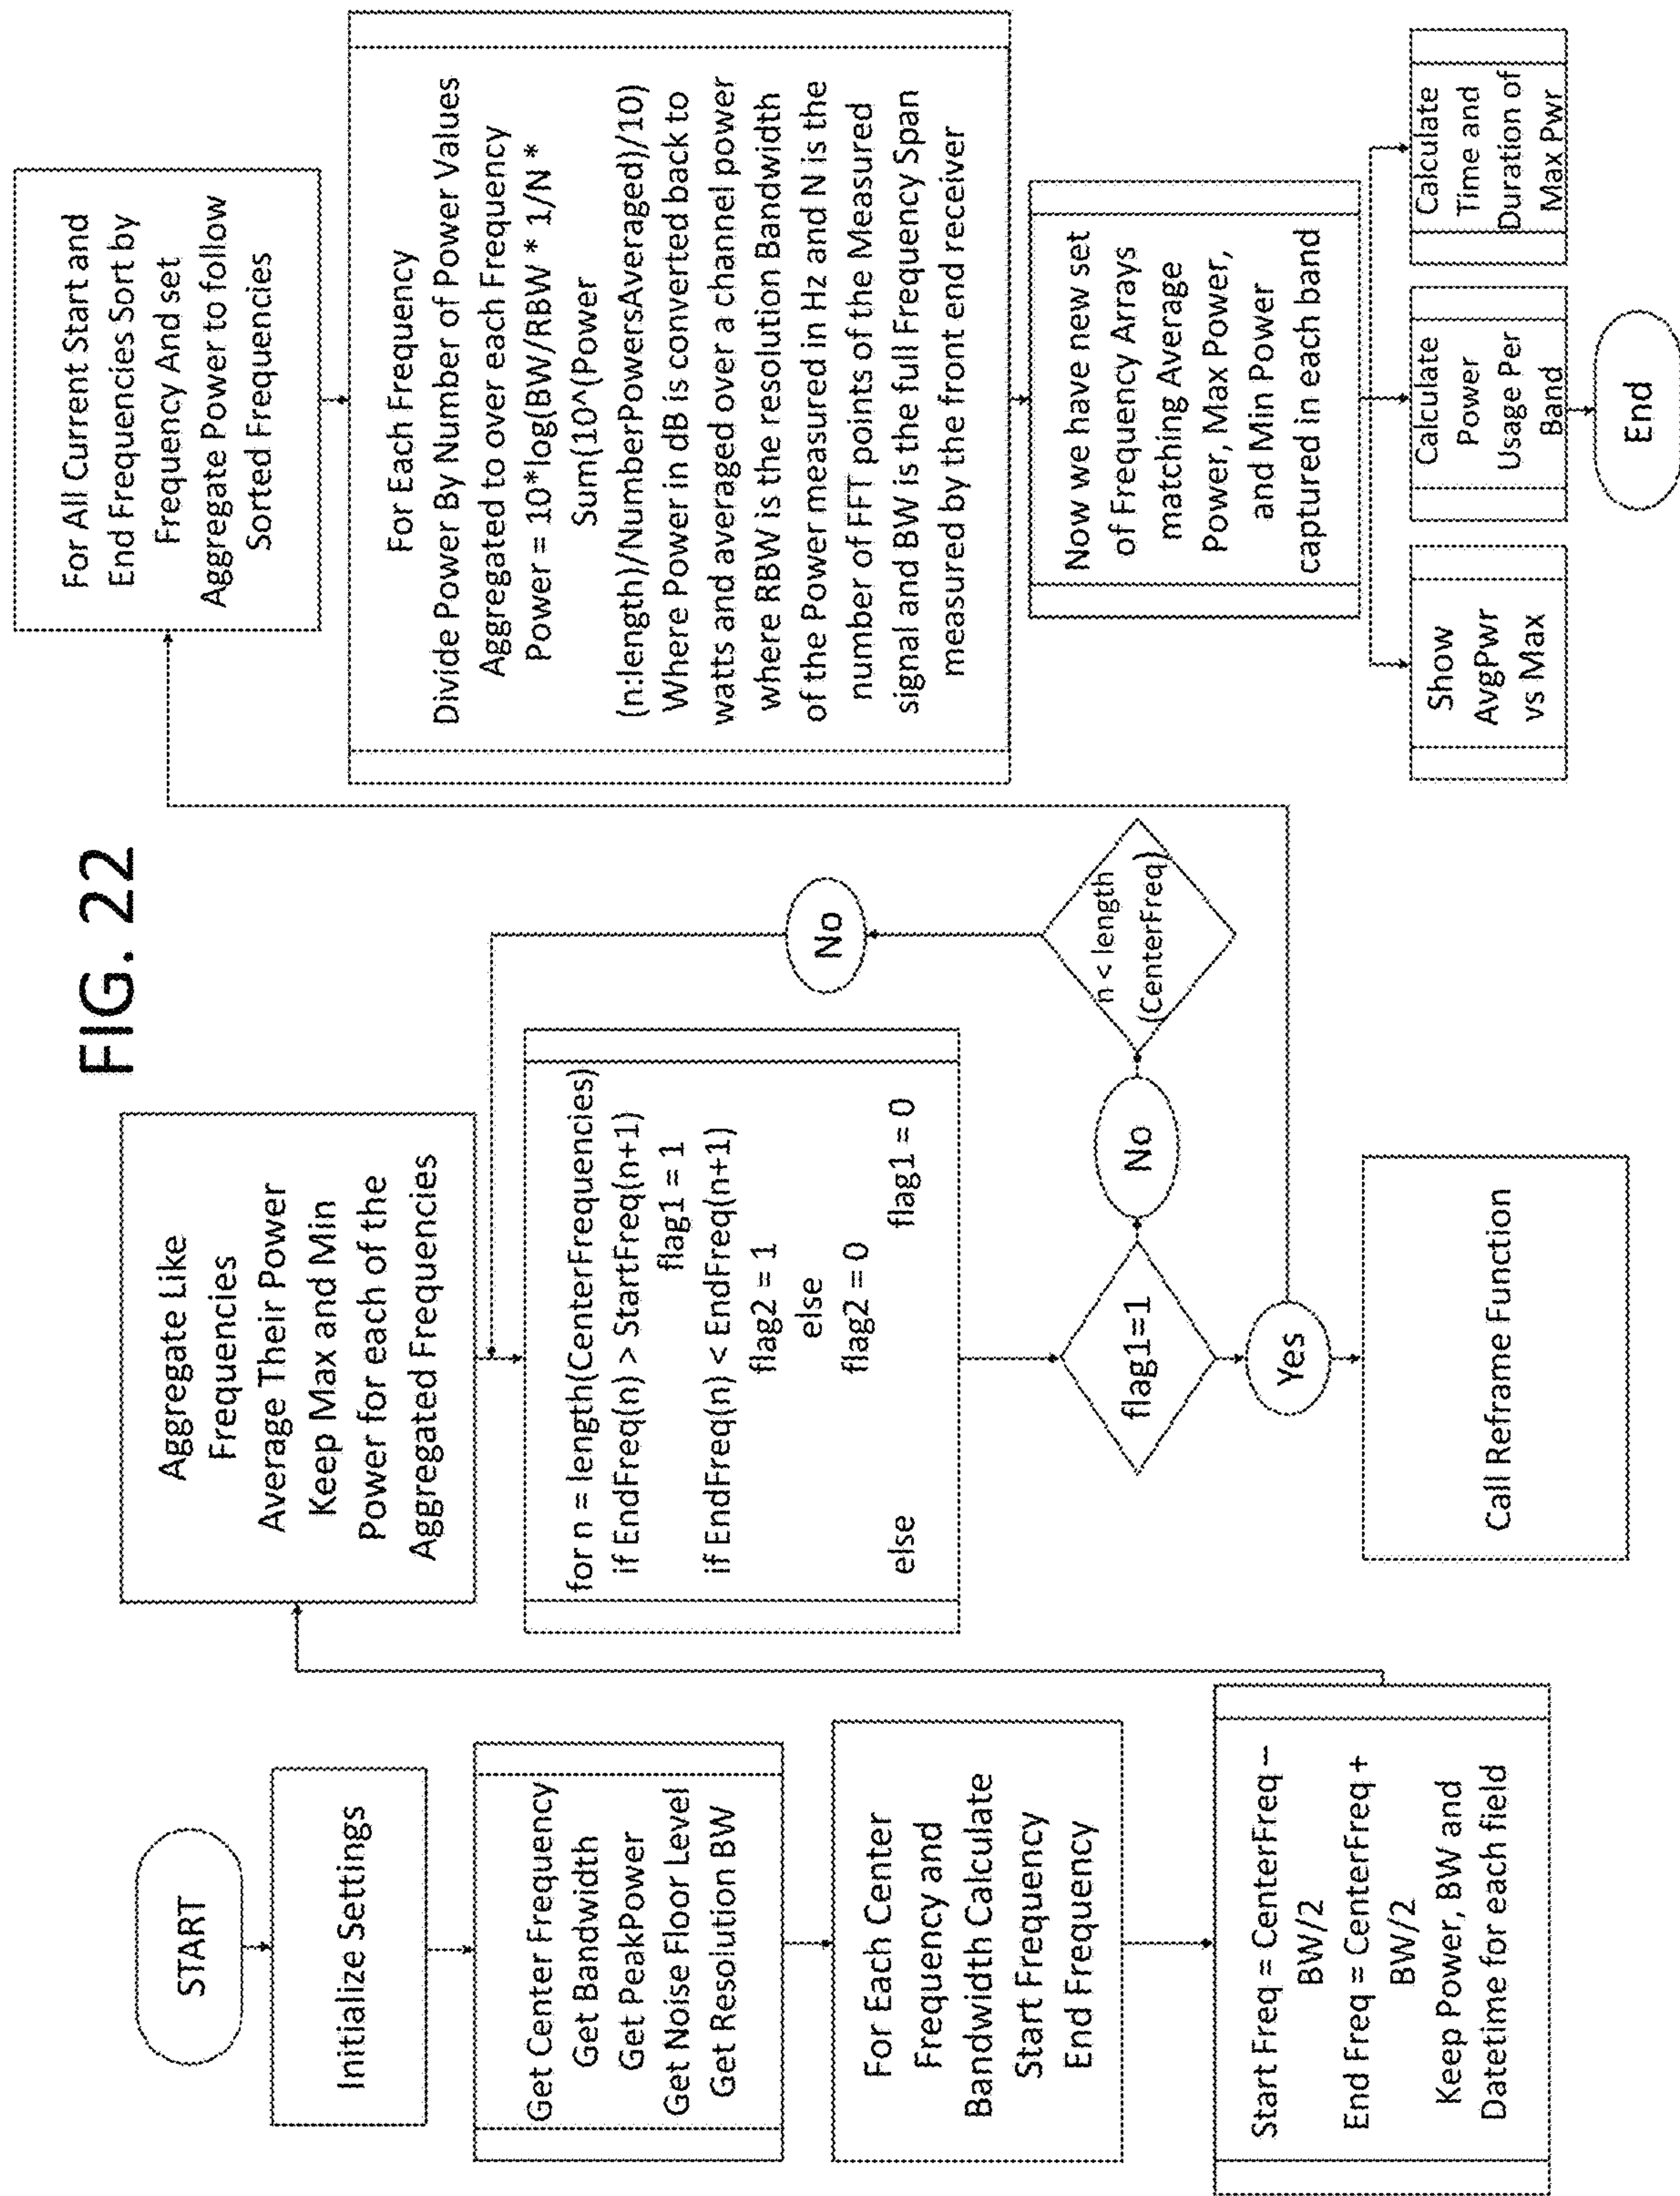 FIG. 22
START
Initialize Settings
Get Center Frequency
Get Bandwidth
Get PeakPower
Get Noise Floor Level
Get Resolution BW
For Each Center
Frequency and
Bandwidth Calculate
Start Frequency
End Frequency
Start Freq = CenterFreq –
BW/2
End Freq = CenterFreq +
BW/2
Keep Power, BW and
Datetime for each field
Aggregate Like
Frequencies
Average Their Power
Keep Max and Min
Power for each of the
Aggregated Frequencies
for n = length(CenterFrequencies)
if EndFreq(n) > StartFreq(n+1)
flag1 = 1
if EndFreq(n) < EndFreq(n+1)
flag2 = 1
else
flag2 = 0
else flag1 = 0
flag1=1
No
n < length
(CenterFreq)
No
Yes
Call Reframe Function
For All Current Start and
End Frequencies Sort by
Frequency And set
Aggregate Power to follow
Sorted Frequencies
For Each Frequency
Divide Power By Number of Power Values
Aggregated to over each Frequency
Power = 10*log(BW/RBW * 1/N *
Sum(10^(Power
(n:length)/NumberPowersAveraged)/10)
Where Power in dB is converted back to
watts and averaged over a channel power
where RBW is the resolution Bandwidth
of the Power measured in Hz and N is the
number of FFT points of the Measured
signal and BW is the full Frequency Span
measured by the front end receiver
Now we have new set
of Frequency Arrays
matching Average
Power, Max Power,
and Min Power
captured in each band
Show
AvgPwr
vs Max
Calculate
Power
Usage Per
Band
Calculate
Time and
Duration of
Max Pwr
End